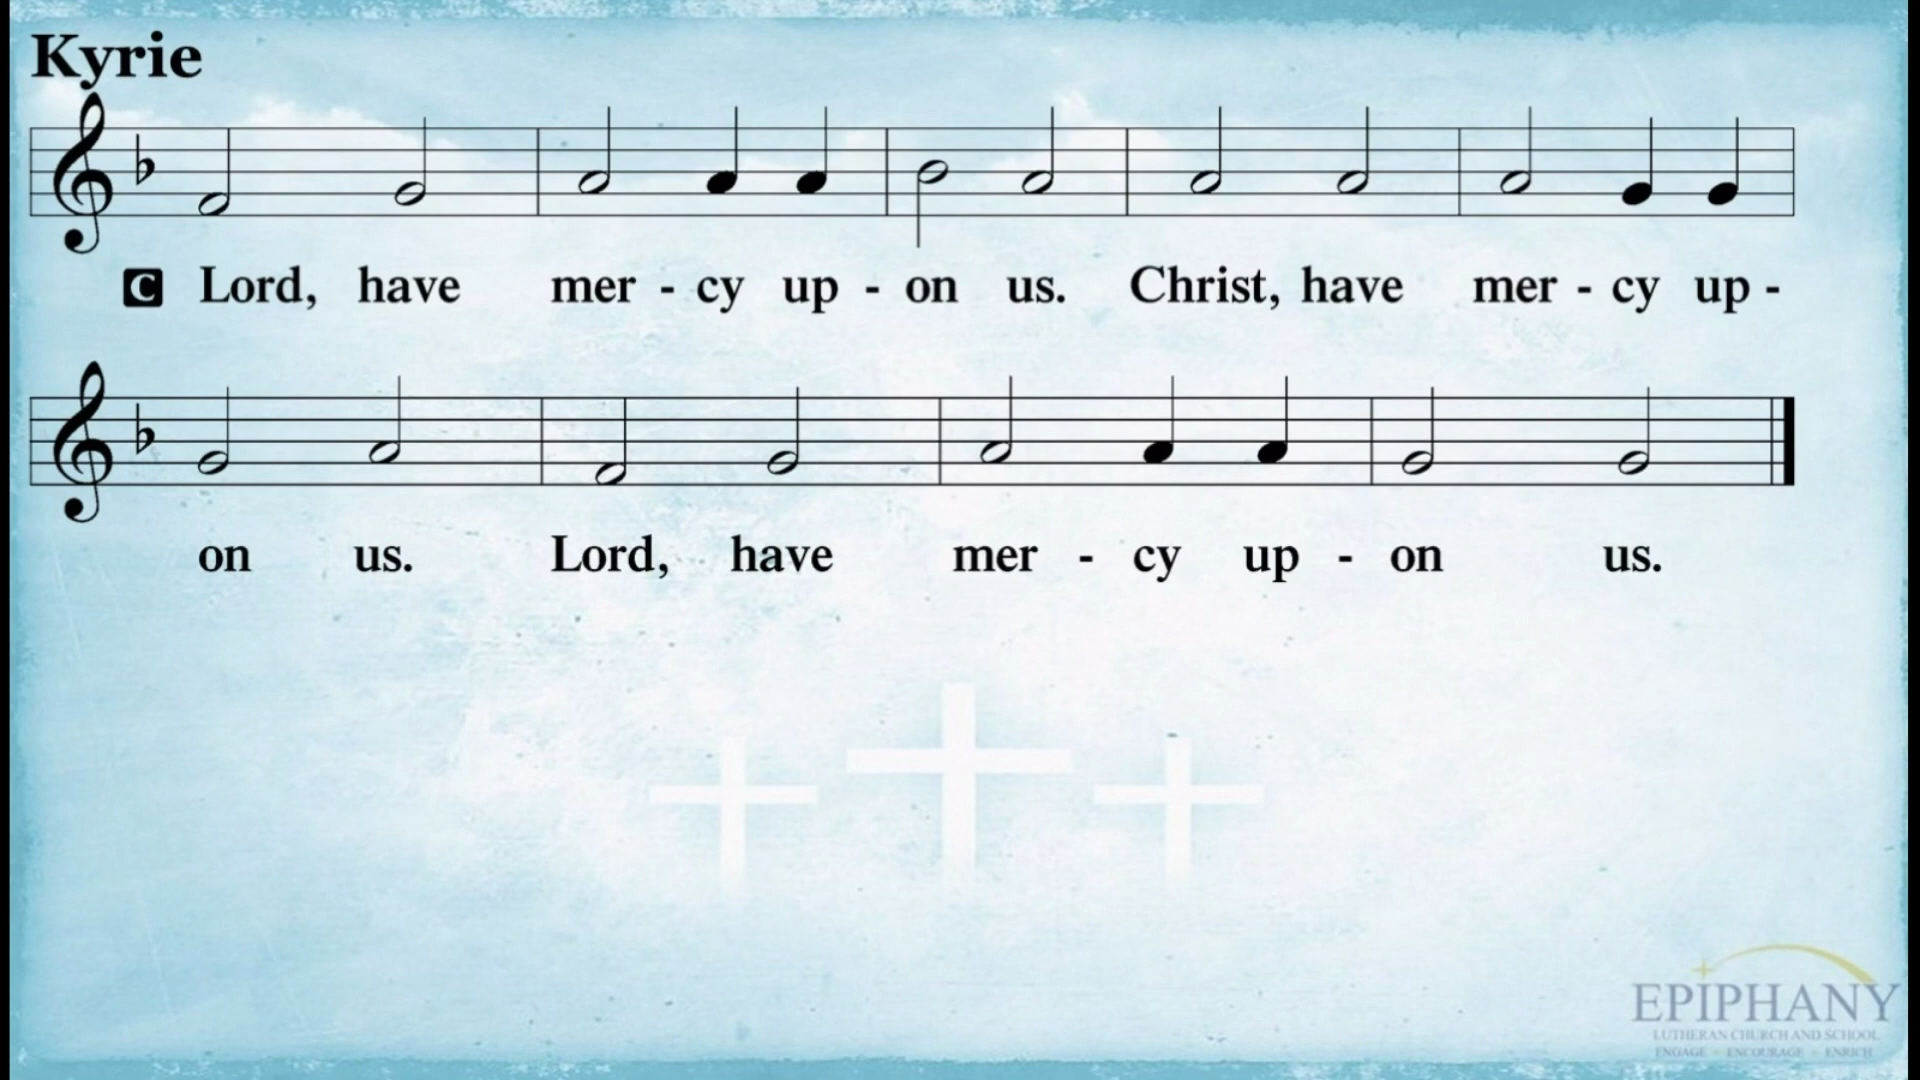 Kyrie
C Lord, have mer - cy up - on us. Christ, have mer - cy up -
on us. Lord, have mer - cy up - on us.
EPIPHANY
LUTHERAN CHURCH AND SCHOOL
ENGAGE • ENCOURAGE • ENRICH